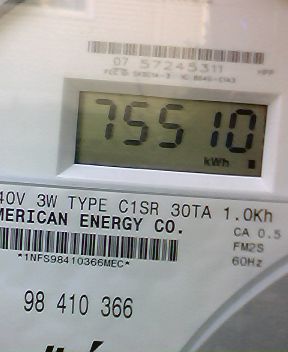 07 57245311 HPP
75510
kWh
40V 3W TYPE C1SR 30TA 1.0Kh
MERICAN ENERGY CO.
CA 0.5
FM2S
*1NFS98410366MEC*
60Hz
98 410 366